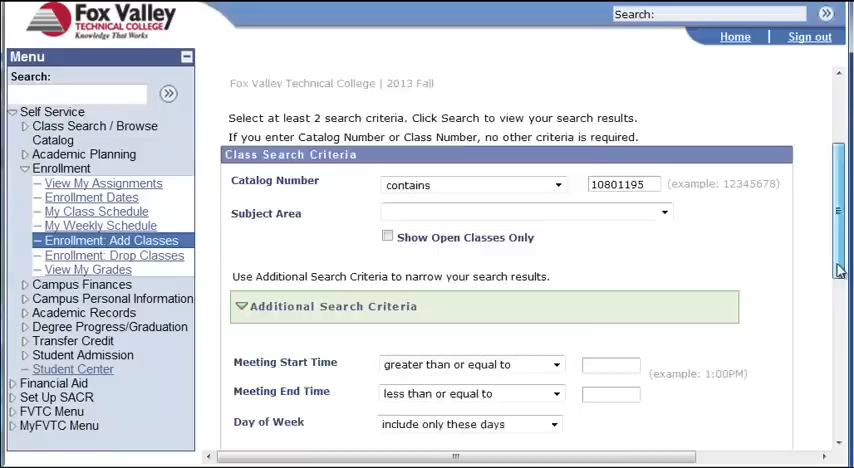 Fox Valley
TECHNICAL COLLEGE
Knowledge That Works
Search:
Home | Sign out
Menu
Search:
Self Service
Class Search / Browse
Catalog
Academic Planning
Enrollment
View My Assignments
Enrollment Dates
My Class Schedule
My Weekly Schedule
Enrollment: Add Classes
Enrollment: Drop Classes
View My Grades
Campus Finances
Campus Personal Information
Academic Records
Degree Progress/Graduation
Transfer Credit
Student Admission
Student Center
Financial Aid
Set Up SACR
FVTC Menu
MyFVTC Menu
Fox Valley Technical College | 2013 Fall
Select at least 2 search criteria. Click Search to view your search results.
If you enter Catalog Number or Class Number, no other criteria is required.
Class Search Criteria
Catalog Number contains 10801195 (example: 12345678)
Subject Area
Show Open Classes Only
Use Additional Search Criteria to narrow your search results.
Additional Search Criteria
Meeting Start Time greater than or equal to
(example: 1:00PM)
Meeting End Time less than or equal to
Day of Week include only these days